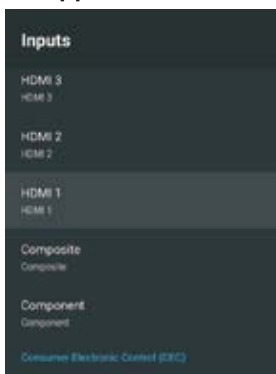 Inputs
HDMI 3
HDMI 3
HDMI 2
HDMI 2
HDMI 1
HDMI 1
Composite
Composite
Component
Component
Consumer Electronic Control (CEC)